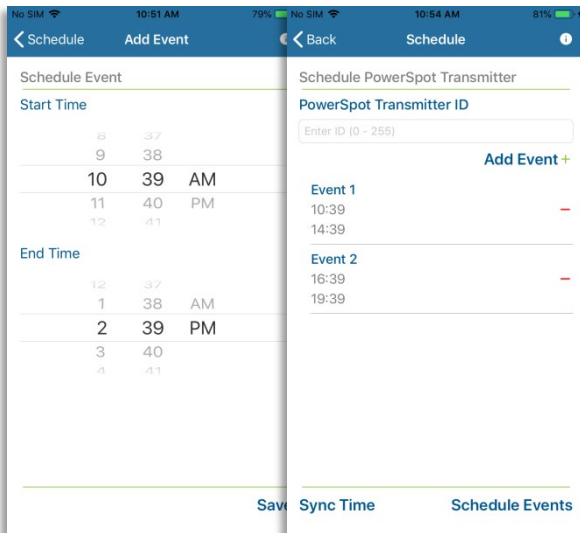 No SIM 10:51 AM 79%
Schedule Add Event
Schedule Event
Start Time
8 37
9 38
10 39 AM
11 40 PM
12 41
End Time
12 37
1 38 AM
2 39 PM
3 40
4 41
Save
No SIM 10:54 AM 81%
Back Schedule
Schedule PowerSpot Transmitter
PowerSpot Transmitter ID
Enter ID (0 - 255)
Add Event +
Event 1
10:39
14:39
Event 2
16:39
19:39
Sync Time Schedule Events